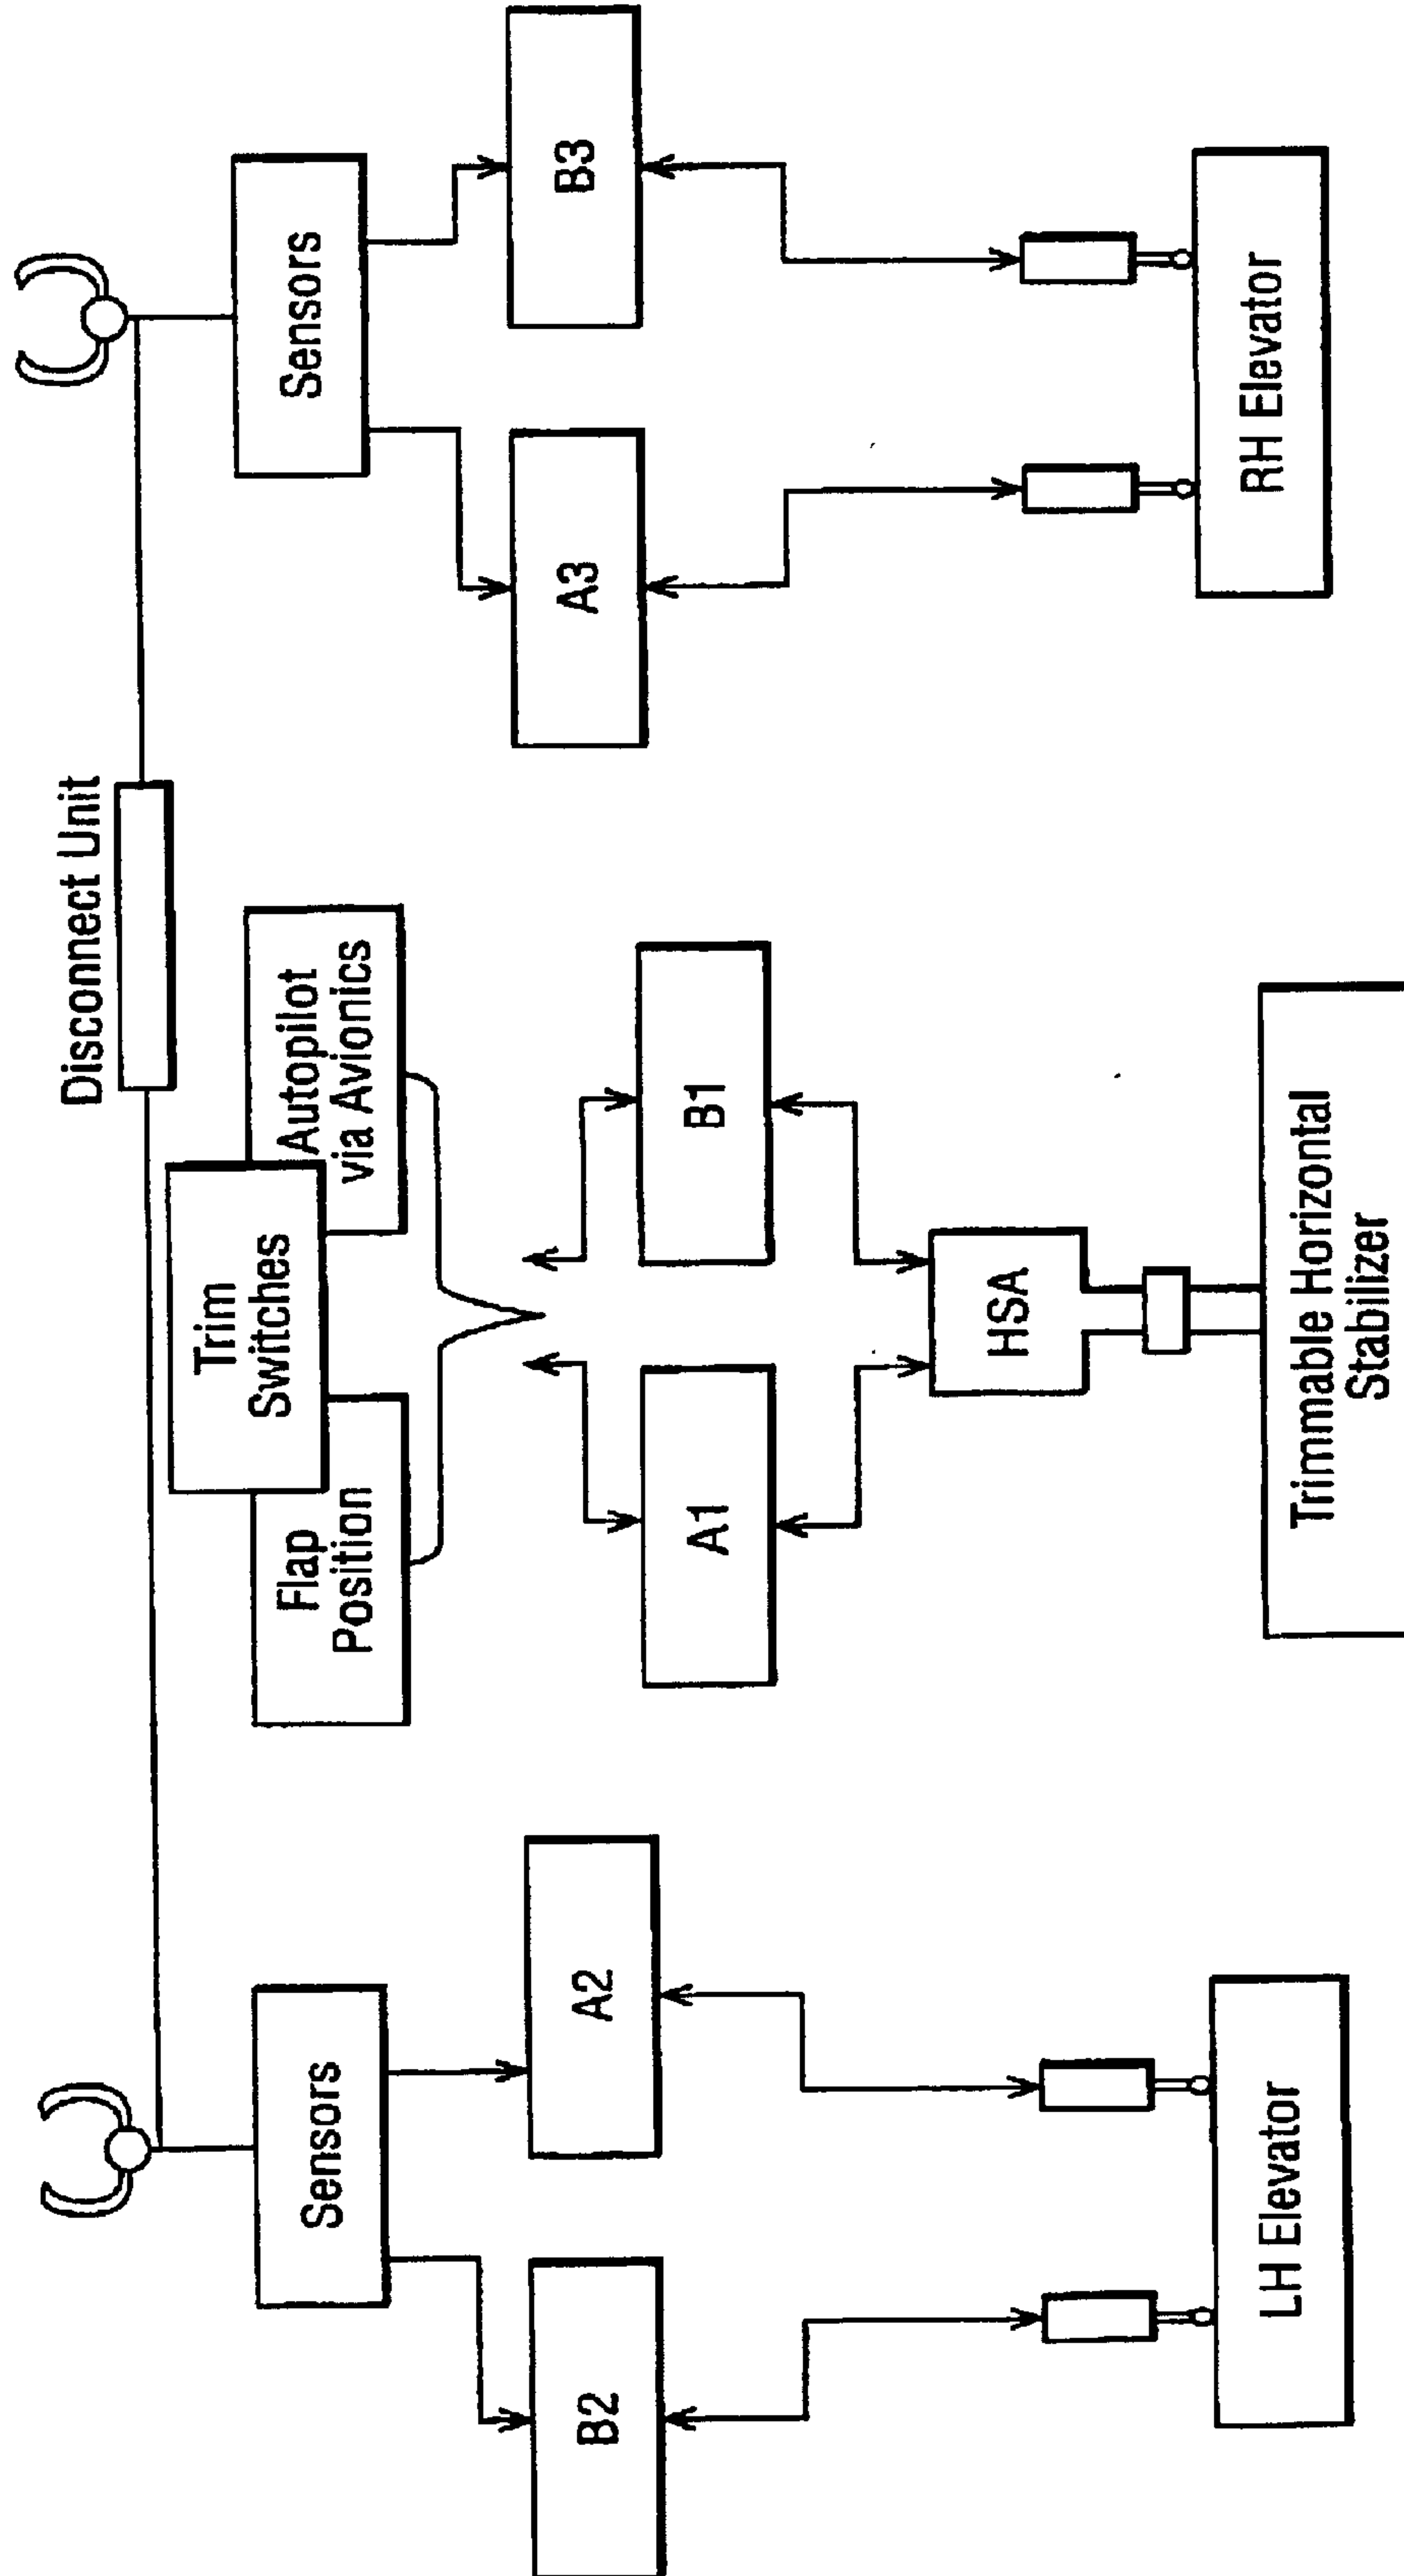 Disconnect Unit
Trim
Switches
Flap
Position
Autopilot
via Avionics
Sensors
Sensors
B2
A2
A1
B1
A3
B3
HSA
LH Elevator
Trimmable Horizontal
Stabilizer
RH Elevator